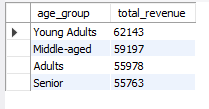 age_group total_revenue
Young Adults 62143
Middle-aged 59197
Adults 55978
Senior 55763